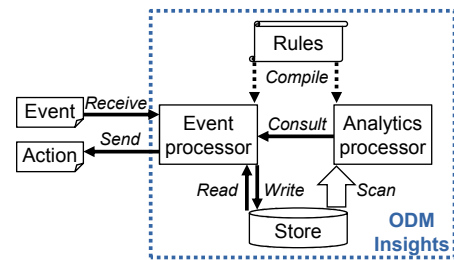 Rules
Compile
Event
Receive
Action
Send
Event
processor
Consult
Analytics
processor
Read
Write
Scan
Store
ODM
Insights